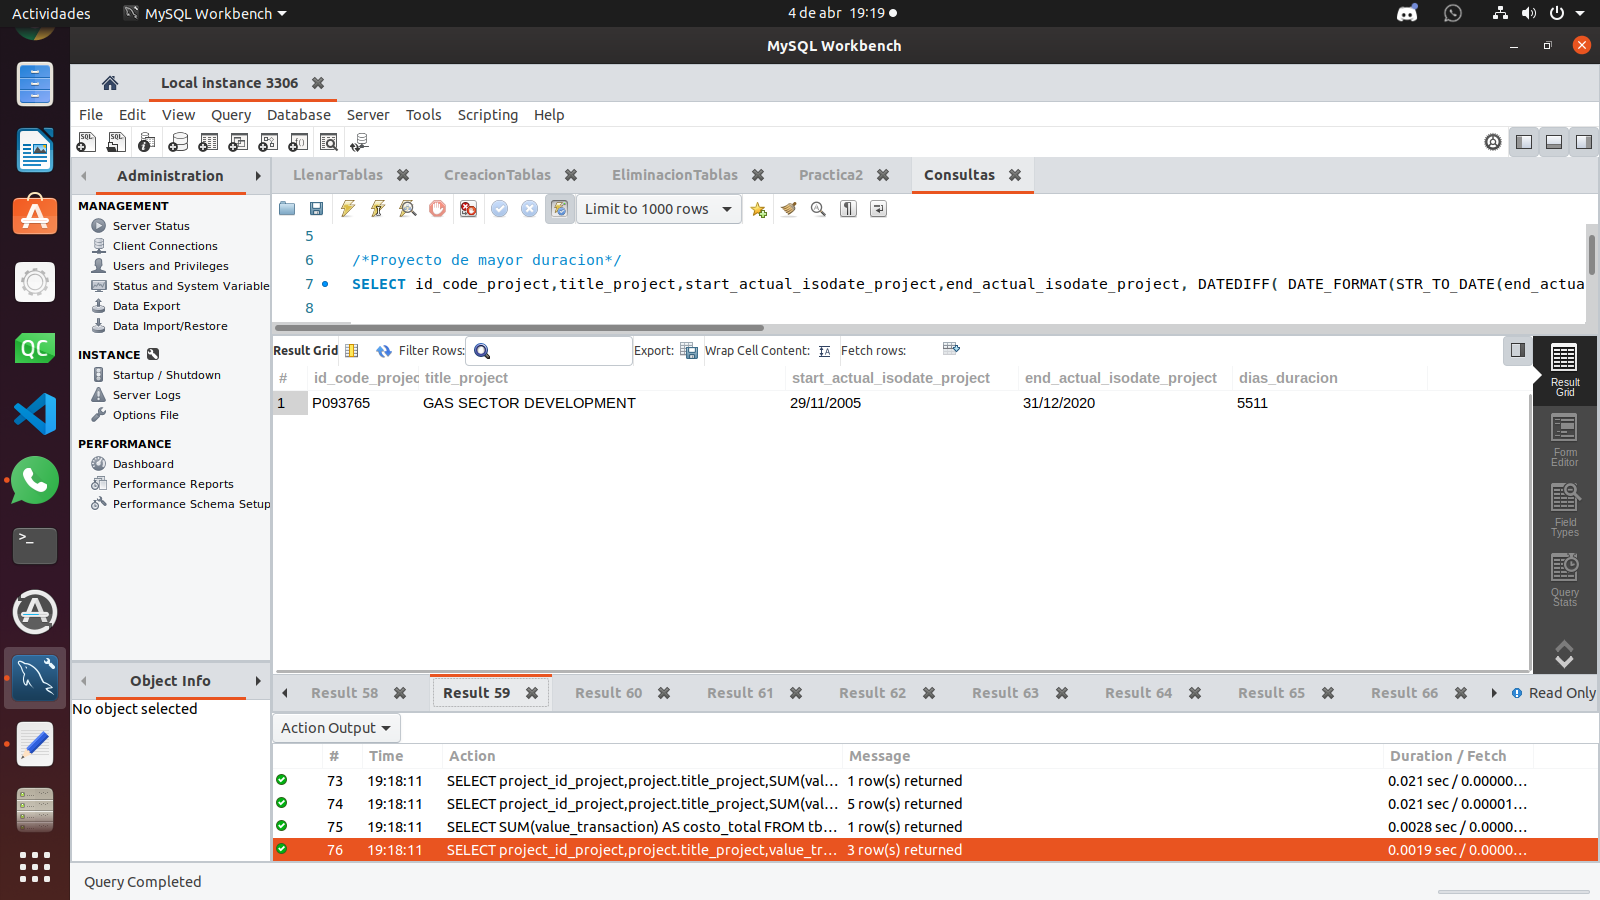 Actividades
MySQL Workbench
4 de abr 19:19
MySQL Workbench
Local instance 3306
File Edit View Query Database Server Tools Scripting Help
Administration
LlenarTablas
CreacionTablas
EliminacionTablas
Practica2
Consultas
MANAGEMENT
Server Status
Client Connections
Users and Privileges
Status and System Variable
Data Export
Data Import/Restore
INSTANCE
Startup / Shutdown
Server Logs
Options File
PERFORMANCE
Dashboard
Performance Reports
Performance Schema Setup
Object Info
No object selected
Limit to 1000 rows
5
6 /*Proyecto de mayor duracion*/
7 SELECT id_code_project,title_project,start_actual_isodate_project,end_actual_isodate_project, DATEDIFF( DATE_FORMAT(STR_TO_DATE(end_actua
8
Result Grid Filter Rows: Export: Wrap Cell Content: Fetch rows:
# id_code_projec title_project start_actual_isodate_project end_actual_isodate_project dias_duracion
1 P093765 GAS SECTOR DEVELOPMENT 29/11/2005 31/12/2020 5511
Result Grid
Form Editor
Field Types
Query Stats
Result 58 Result 59 Result 60 Result 61 Result 62 Result 63 Result 64 Result 65 Result 66 Read Only
Action Output
# Time Action Message Duration / Fetch
73 19:18:11 SELECT project_id_project,project.title_project,SUM(val... 1 row(s) returned 0.021 sec / 0.00000...
74 19:18:11 SELECT project_id_project,project.title_project,SUM(val... 5 row(s) returned 0.021 sec / 0.00001...
75 19:18:11 SELECT SUM(value_transaction) AS costo_total FROM tb... 1 row(s) returned 0.0028 sec / 0.0000...
76 19:18:11 SELECT project_id_project,project.title_project,value_tr... 3 row(s) returned 0.0019 sec / 0.0000...
Query Completed